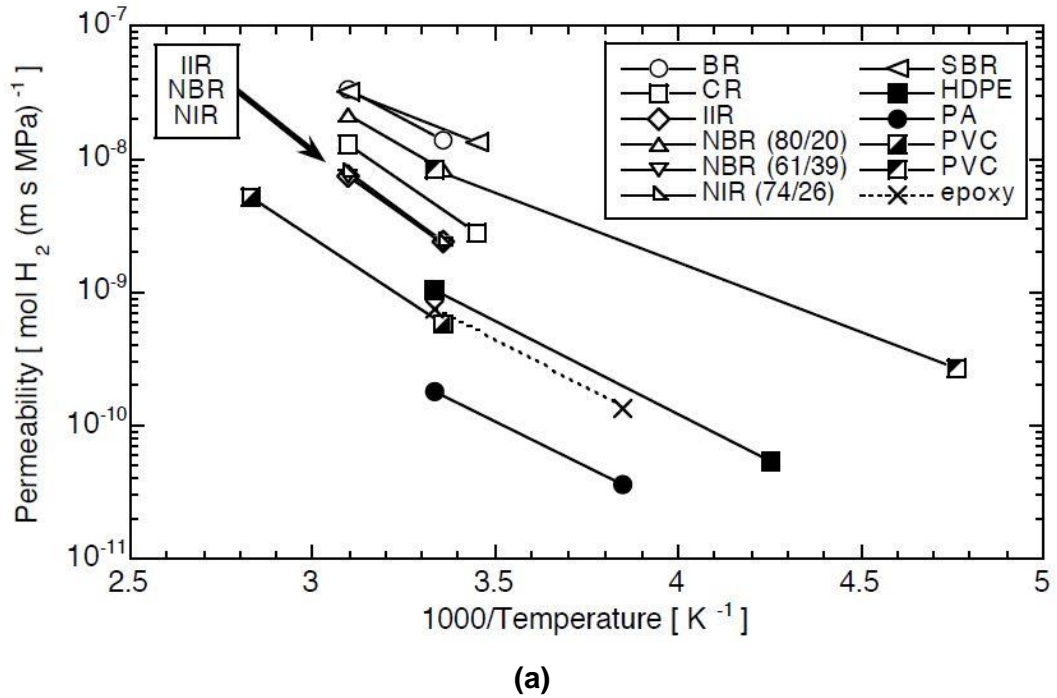 10-7
10-8
10-9
10-10
10-11
Permeability [ mol H2 (m s MPa) -1 ]
IIR
NBR
NIR
BR
CR
IIR
NBR (80/20)
NBR (61/39)
NIR (74/26)
SBR
HDPE
PA
PVC
PVC
epoxy
2.5 3 3.5 4 4.5 5
1000/Temperature [ K -1 ]
(a)